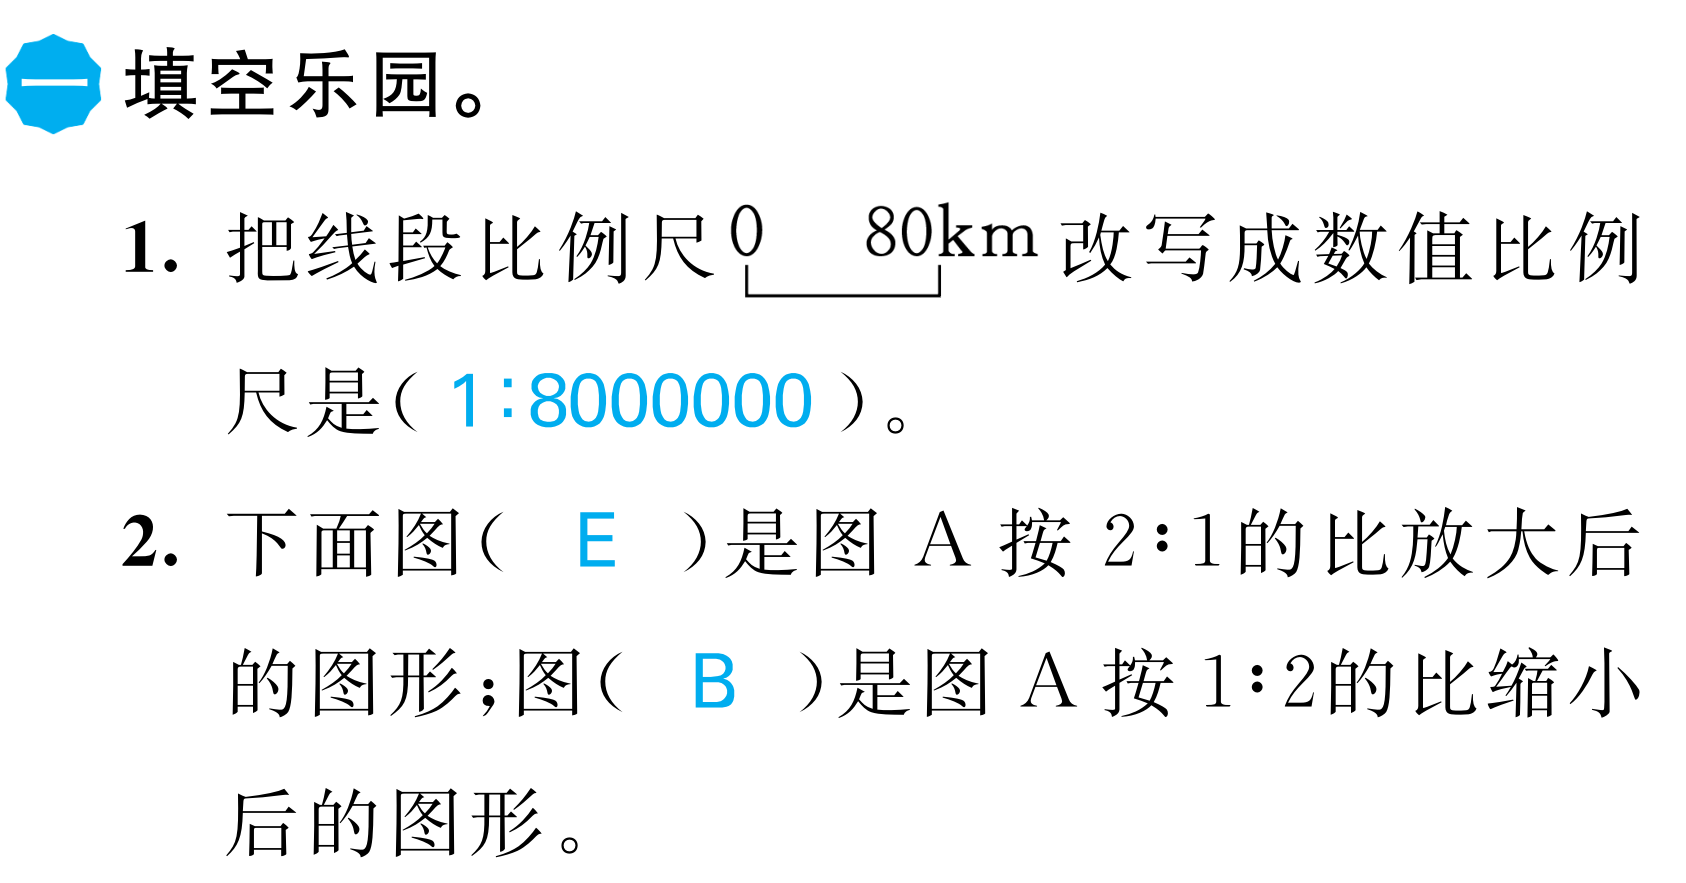 一 填空乐园。
0 80km
1. 把线段比例尺 改写成数值比例
尺是( 1∶8000000 )。
2. 下面图( E )是图 A 按 2∶1的比放大后
的图形;图( B )是图 A 按 1∶2的比缩小
后的图形。